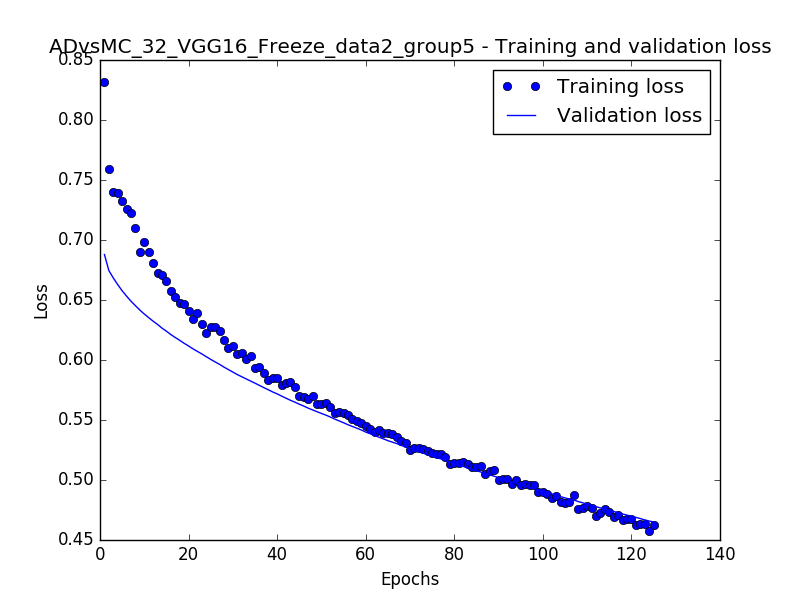 ADvsMC_32_VGG16_Freeze_data2_group5 - Training and validation loss
0.85
Training loss
Validation loss
0.80
0.75
0.70
0.65
0.60
0.55
0.50
0.45
Loss
0 20 40 60 80 100 120 140
Epochs